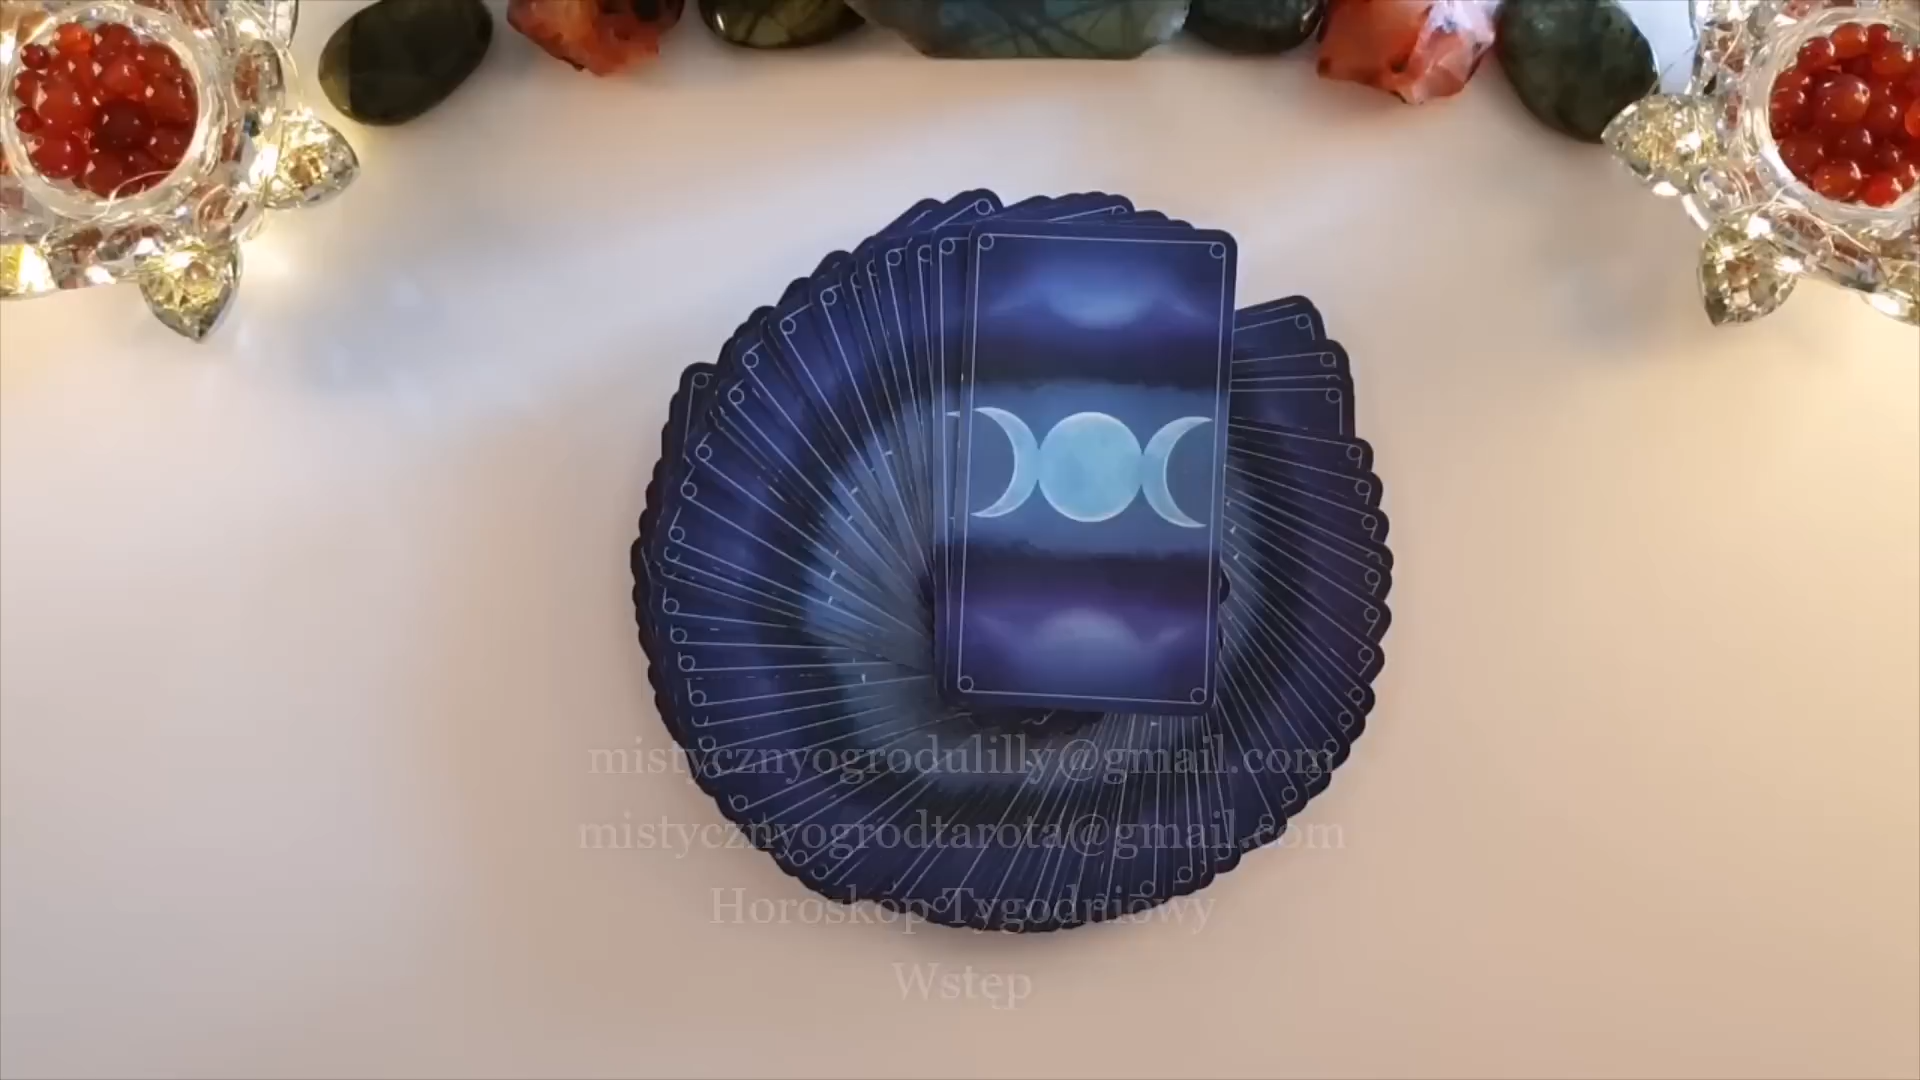 mistycznyogrodulilly@gmail.com
mistycznyogrodtarota@gmail.com
Horoskop Tygodniowy
Wstęp